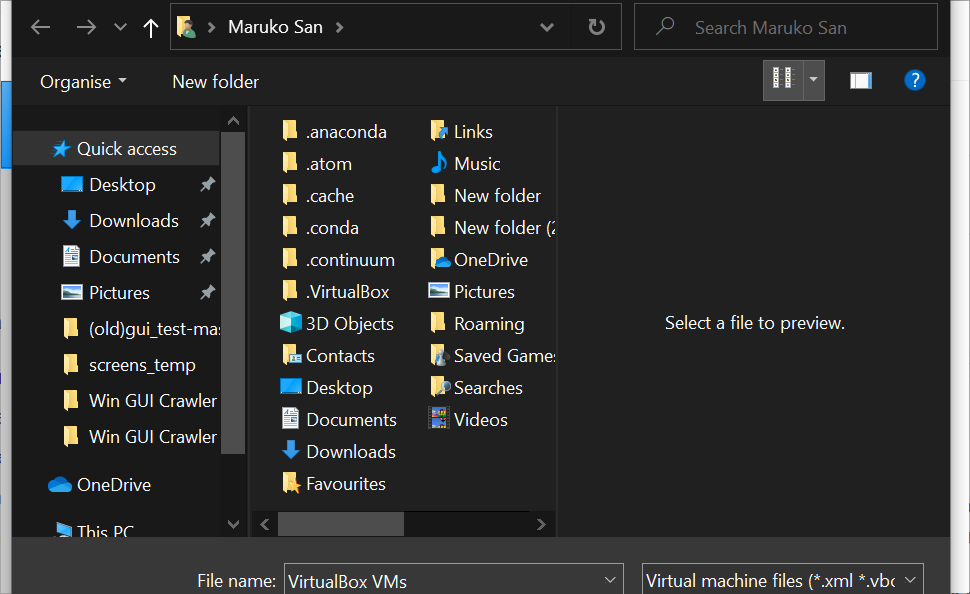 Maruko San
Search Maruko San
Organise
New folder
?
Quick access
Desktop
Downloads
Documents
Pictures
(old)gui_test-mas
screens_temp
Win GUI Crawler
Win GUI Crawler
OneDrive
This PC
.anaconda
.atom
.cache
.conda
.continuum
.VirtualBox
3D Objects
Contacts
Desktop
Documents
Downloads
Favourites
Links
Music
New folder
New folder (2
OneDrive
Pictures
Roaming
Saved Games
Searches
Videos
Select a file to preview.
File name:
VirtualBox VMs
Virtual machine files (*.xml *.vbo